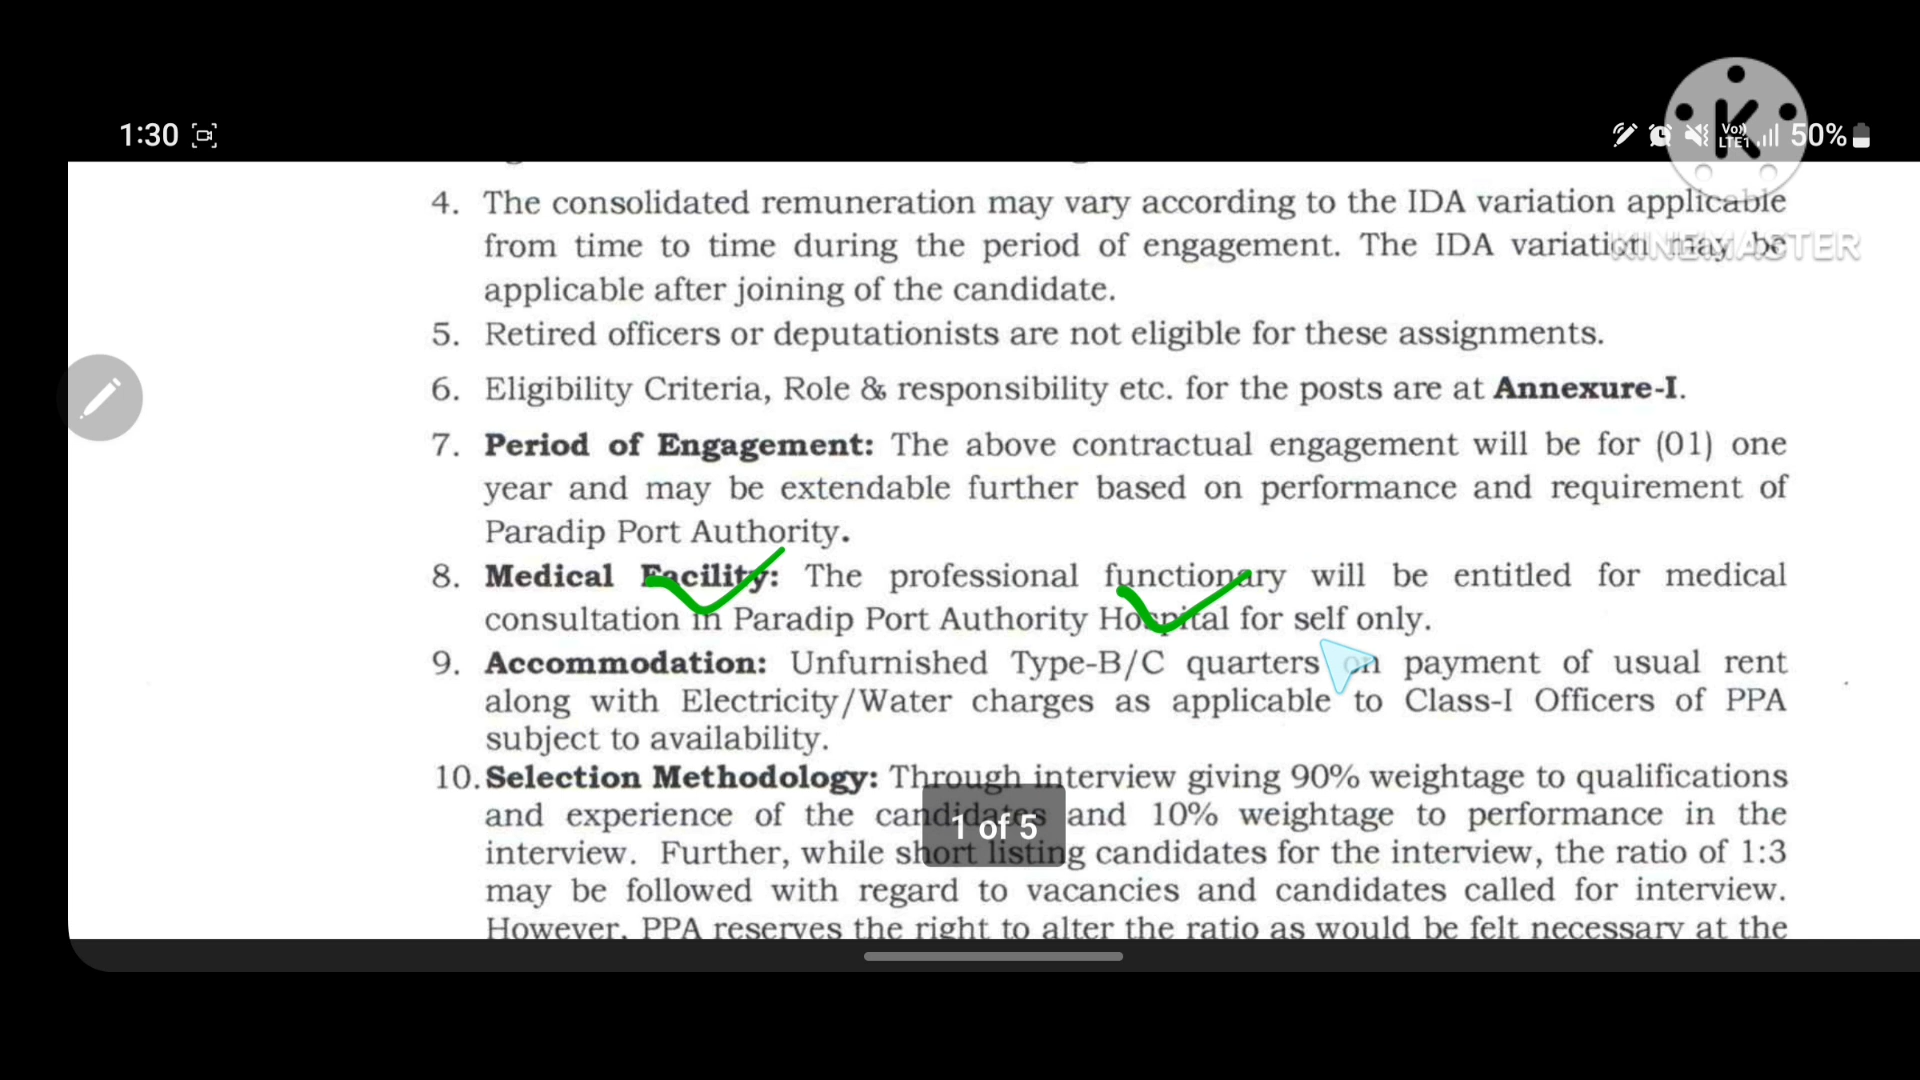 1:30
Vo))
LTE1
50%
K
KINEMASTER
4. The consolidated remuneration may vary according to the IDA variation applicable
from time to time during the period of engagement. The IDA variation may be
applicable after joining of the candidate.
5. Retired officers or deputationists are not eligible for these assignments.
6. Eligibility Criteria, Role & responsibility etc. for the posts are at Annexure-I.
7. Period of Engagement: The above contractual engagement will be for (01) one
year and may be extendable further based on performance and requirement of
Paradip Port Authority.
8. Medical Facility: The professional functionary will be entitled for medical
consultation in Paradip Port Authority Hospital for self only.
9. Accommodation: Unfurnished Type-B/C quarters on payment of usual rent
along with Electricity/Water charges as applicable to Class-I Officers of PPA
subject to availability.
10. Selection Methodology: Through interview giving 90% weightage to qualifications
and experience of the candidates and 10% weightage to performance in the
interview. Further, while short listing candidates for the interview, the ratio of 1:3
may be followed with regard to vacancies and candidates called for interview.
However, PPA reserves the right to alter the ratio as would be felt necessary at the
1 of 5